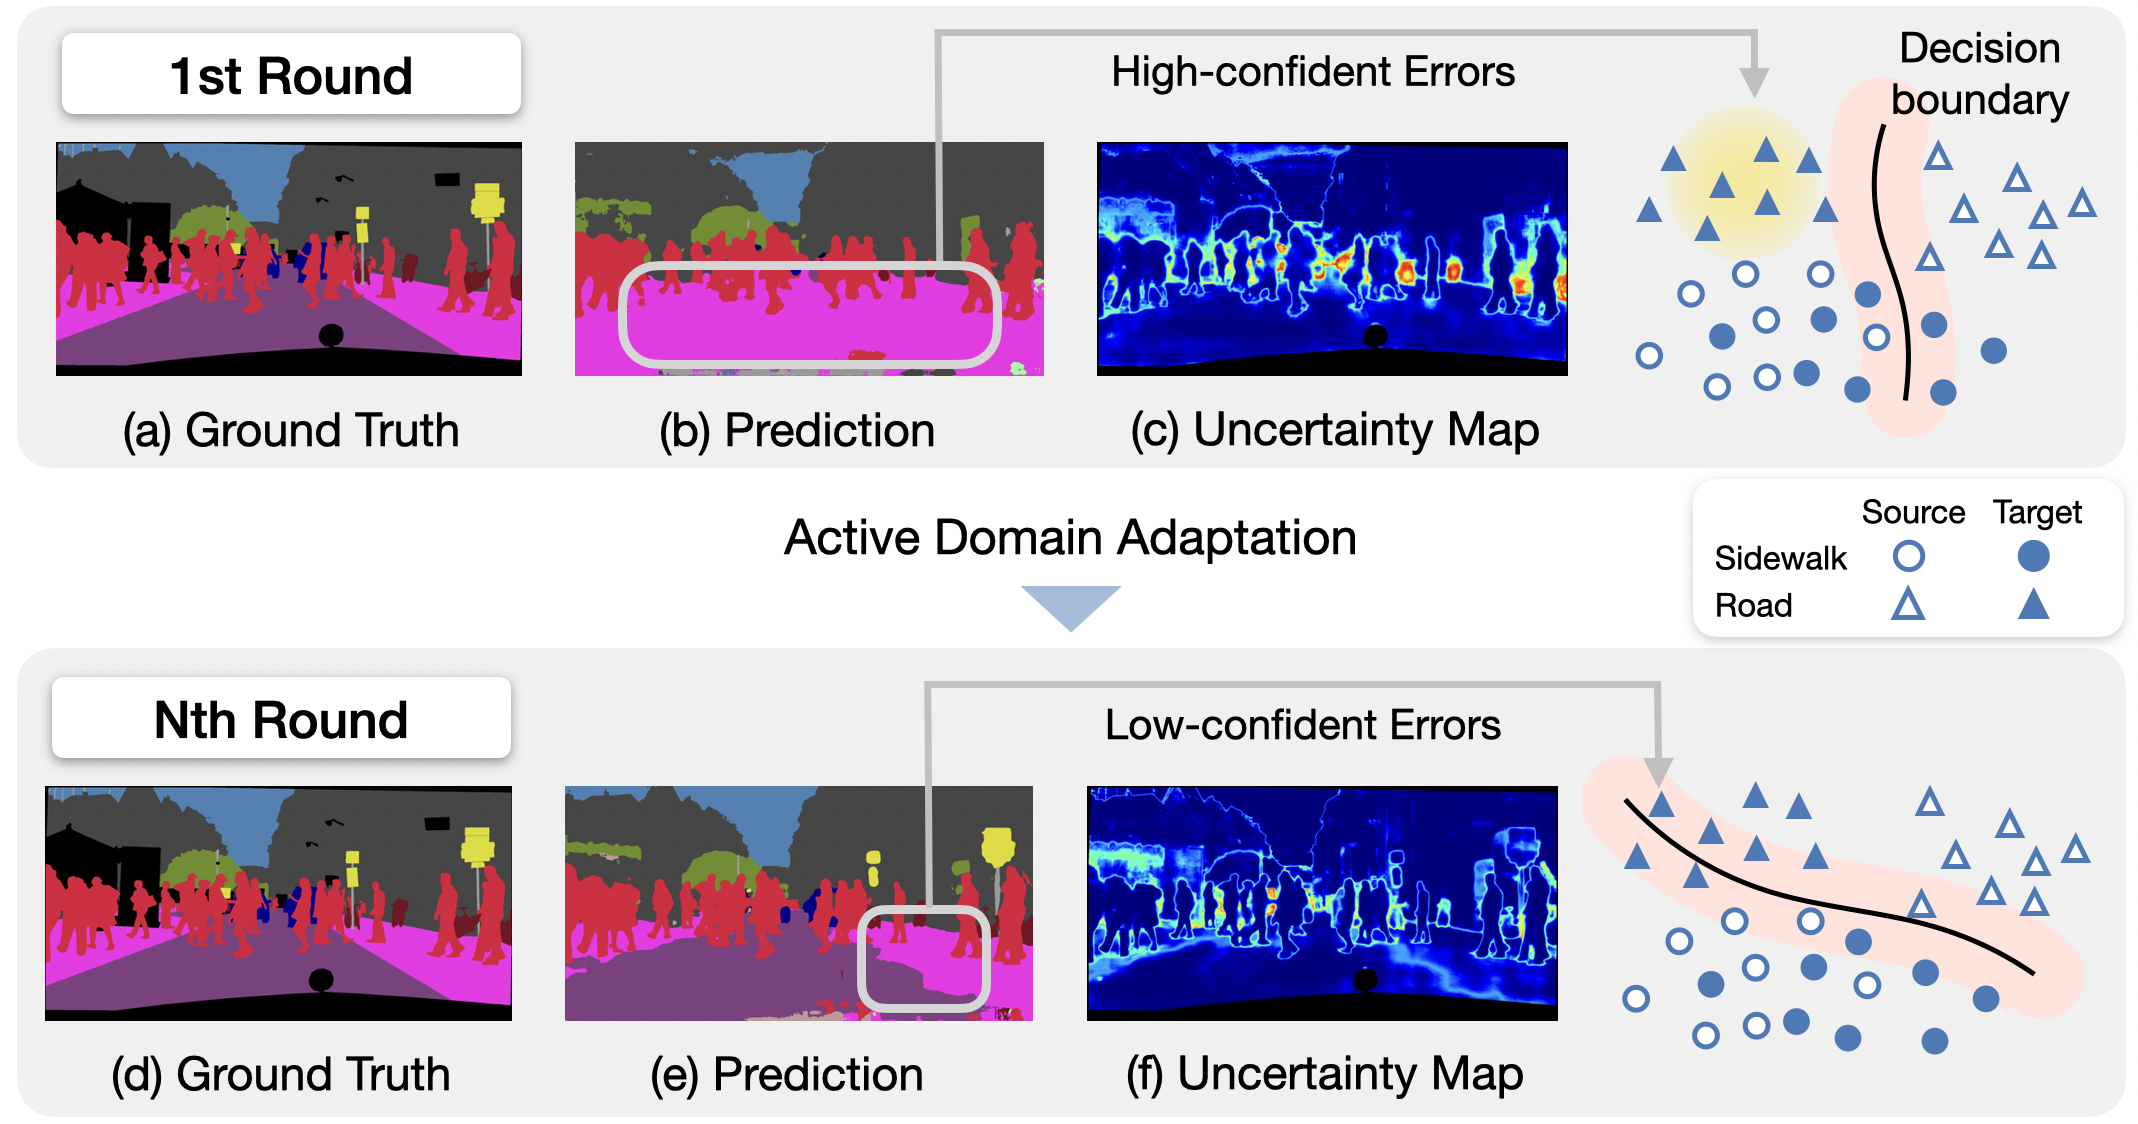 1st Round
High-confident Errors
Decision
boundary
(a) Ground Truth
(b) Prediction
(c) Uncertainty Map
Active Domain Adaptation
Source Target
Sidewalk
Road
Nth Round
Low-confident Errors
(d) Ground Truth
(e) Prediction
(f) Uncertainty Map